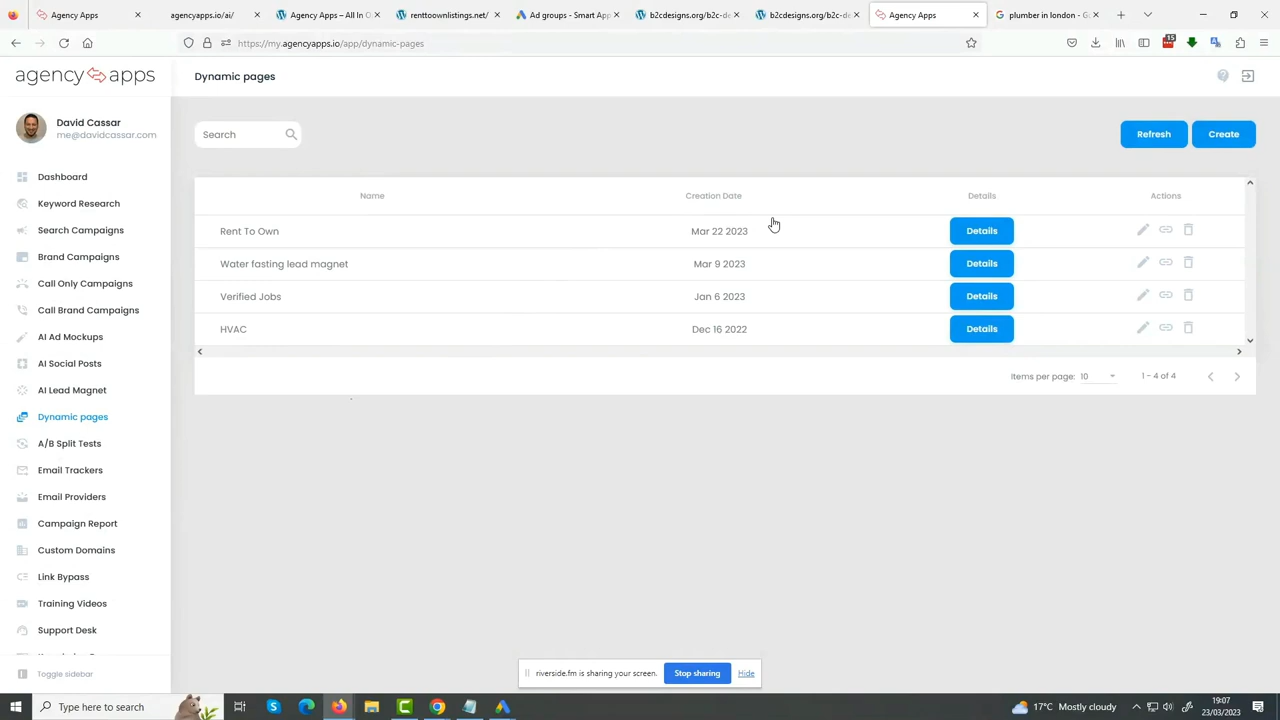 Agency Apps
agencyapps.io/ai/
Agency Apps – All In O
renttoownlistings.net/
Ad groups - Smart App
b2cdesigns.org/b2c-de
b2cdesigns.org/b2c-de
Agency Apps
plumber in london - G
https://my.agencyapps.io/app/dynamic-pages
15
agency apps
Dynamic pages
David Cassar
me@davidcassar.com
Search
Refresh
Create
Dashboard
Keyword Research
Search Campaigns
Brand Campaigns
Call Only Campaigns
Call Brand Campaigns
AI Ad Mockups
AI Social Posts
AI Lead Magnet
Dynamic pages
A/B Split Tests
Email Trackers
Email Providers
Campaign Report
Custom Domains
Link Bypass
Training Videos
Support Desk
Toggle sidebar
Name Creation Date Details Actions
Rent To Own Mar 22 2023 Details
Water fasting lead magnet Mar 9 2023 Details
Verified Jobs Jan 6 2023 Details
HVAC Dec 16 2022 Details
Items per page: 10 1 - 4 of 4
riverside.fm is sharing your screen. Stop sharing Hide
Type here to search
17°C Mostly cloudy
19:07
23/03/2023